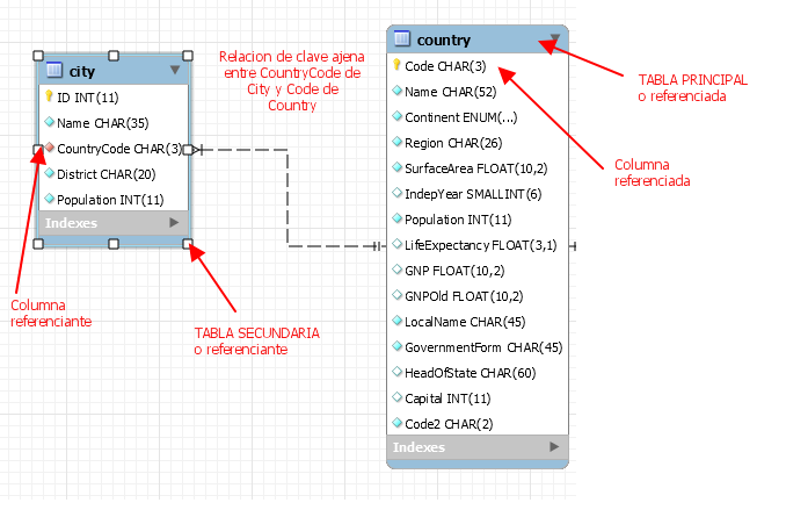 city
ID INT(11)
Name CHAR(35)
CountryCode CHAR(3)
District CHAR(20)
Population INT(11)
Indexes
Relacion de clave ajena
entre CountryCode de
City y Code de
Country
country
Code CHAR(3)
Name CHAR(52)
Continent ENUM(...)
Region CHAR(26)
SurfaceArea FLOAT(10,2)
IndepYear SMALLINT(6)
Population INT(11)
LifeExpectancy FLOAT(3,1)
GNP FLOAT(10,2)
GNPOld FLOAT(10,2)
LocalName CHAR(45)
GovernmentForm CHAR(45)
HeadOfState CHAR(60)
Capital INT(11)
Code2 CHAR(2)
Indexes
TABLA PRINCIPAL
o referenciada
Columna
referenciada
Columna
referenciante
TABLA SECUNDARIA
o referenciante